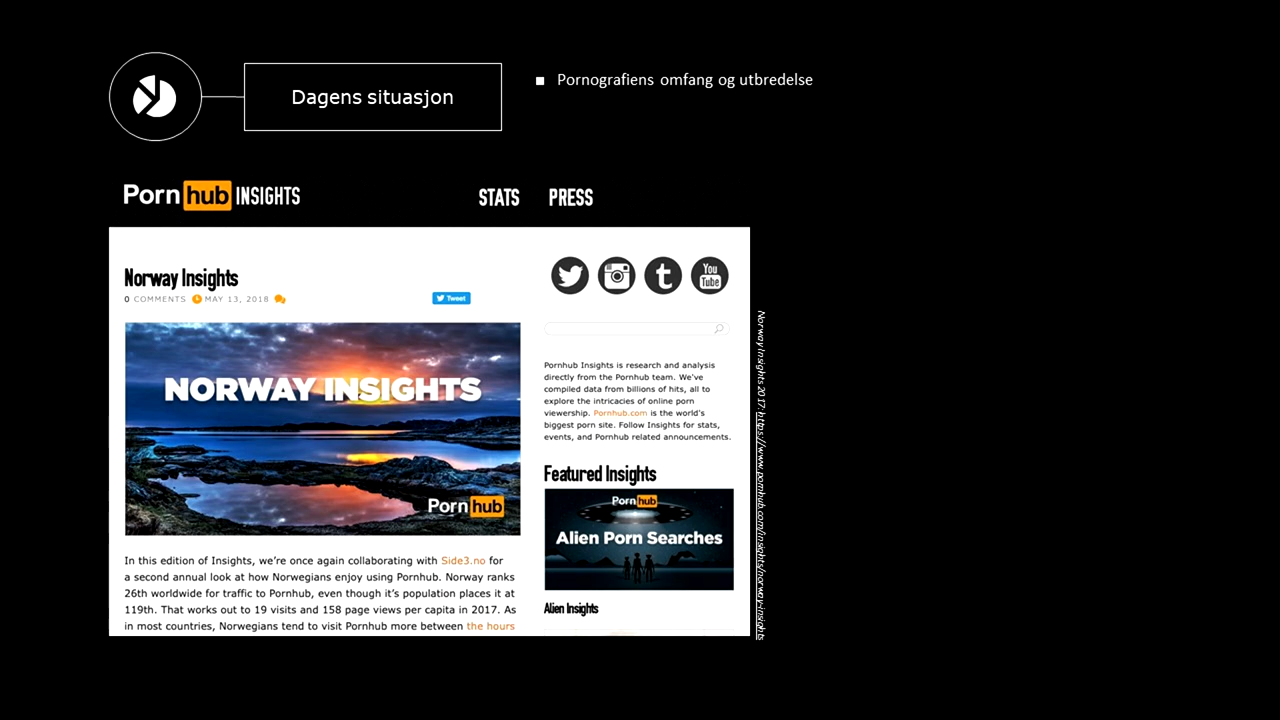 Dagens situasjon
Pornografiens omfang og utbredelse
Pornhub INSIGHTS
STATS PRESS
Norway Insights
0 COMMENTS MAY 13, 2018
Tweet
You
Tube
NORWAY INSIGHTS
Pornhub
In this edition of Insights, we’re once again collaborating with Side3.no for
a second annual look at how Norwegians enjoy using Pornhub. Norway ranks
26th worldwide for traffic to Pornhub, even though it’s population places it at
119th. That works out to 19 visits and 158 page views per capita in 2017. As
in most countries, Norwegians tend to visit Pornhub more between the hours
Pornhub Insights is research and analysis
directly from the Pornhub team. We’ve
compiled data from billions of hits, all to
explore the intricacies of online porn
viewership. Pornhub.com is the world’s
biggest porn site. Follow Insights for stats,
events, and Pornhub related announcements.
Featured Insights
Pornhub
Alien Porn Searches
Alien Insights
Norway Insights 2017: https://www.pornhub.com/insights/norway-insights